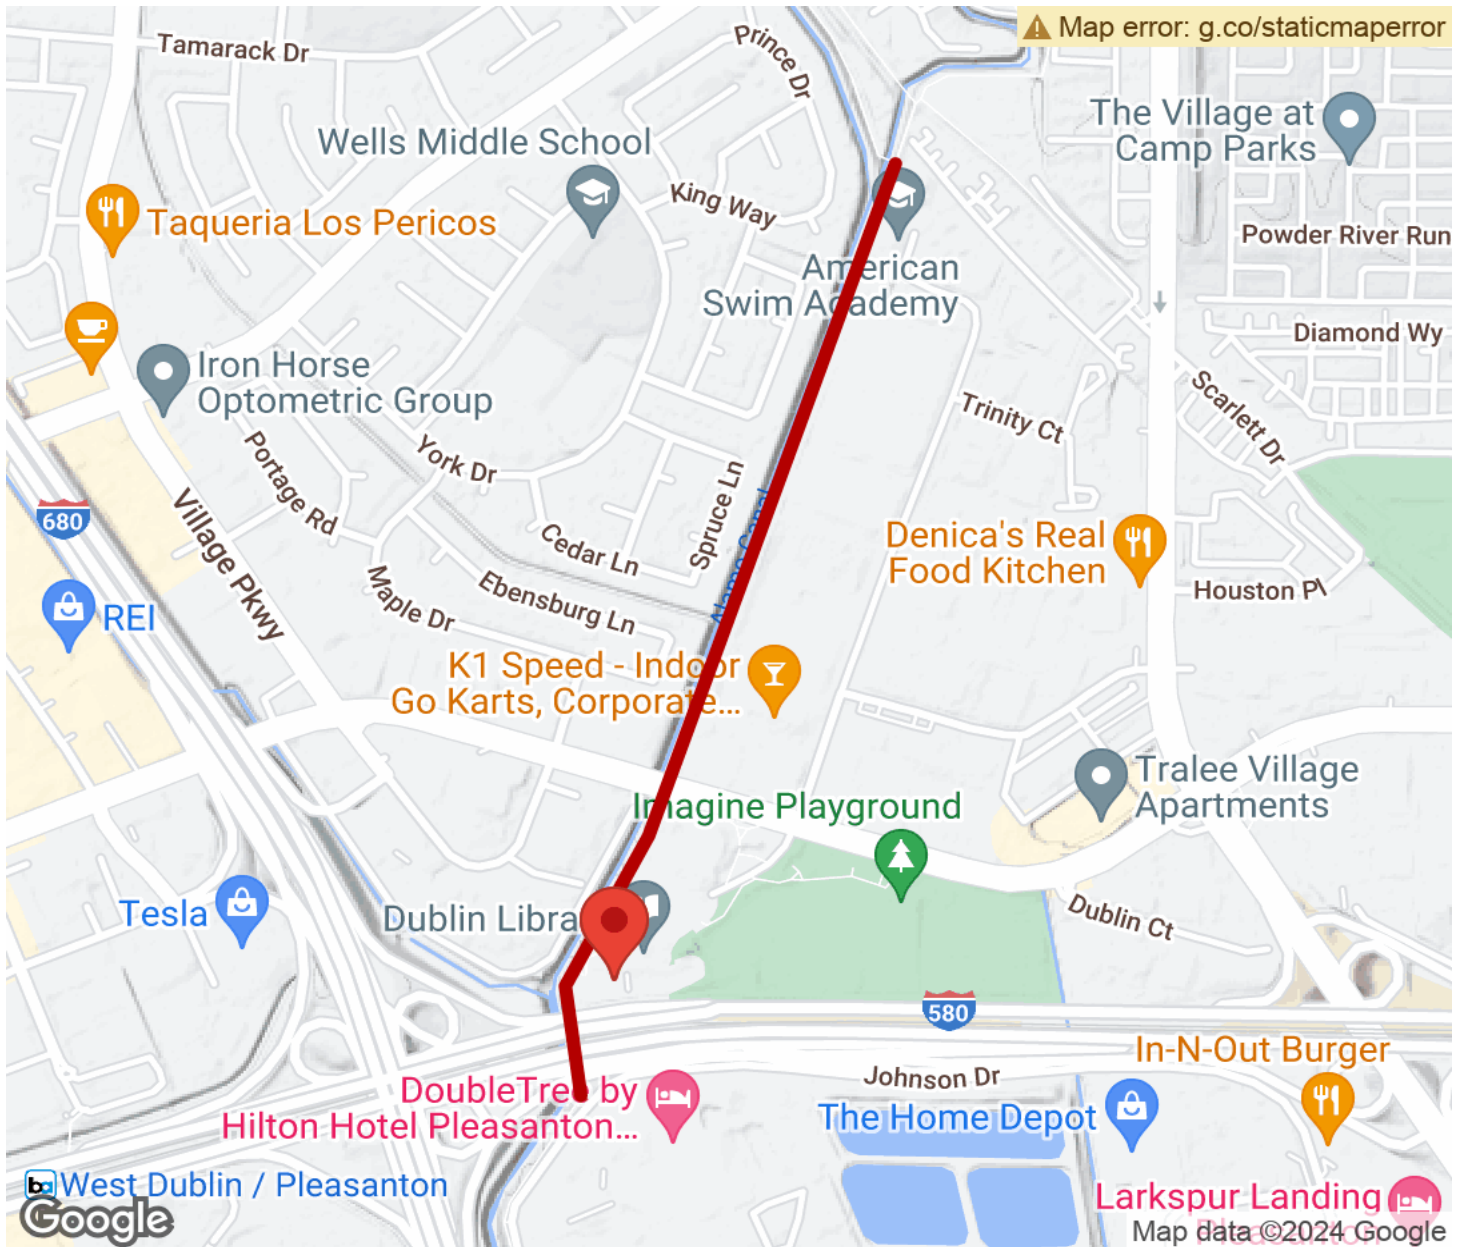 Map error: g.co/staticmaperror
Tamarack Dr
Prince Dr
The Village at
Camp Parks
Wells Middle School
King Way
Taqueria Los Pericos
Powder River Run
American
Swim Academy
Diamond Wy
Iron Horse
Optometric Group
Scarlett Dr
Trinity Ct
York Dr
Portage Rd
Spruce Ln
Village Pkwy
680
Alamo Canal
Denica's Real
Food Kitchen
Cedar Ln
Ebensburg Ln
Maple Dr
Houston Pl
REI
K1 Speed - Indoor
Go Karts, Corporate...
Tralee Village
Apartments
Imagine Playground
Tesla
Dublin Libra
Dublin Ct
580
In-N-Out Burger
Johnson Dr
DoubleTree by
Hilton Hotel Pleasanton...
The Home Depot
West Dublin / Pleasanton
Larkspur Landing
Pleasanton
Google
Map data ©2024 Google